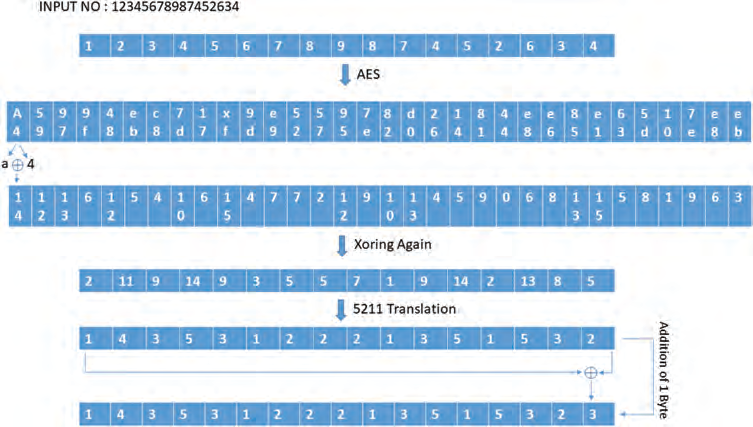 INPUT NO : 12345678987452634
1 2 3 4 5 6 7 8 9 8 7 4 5 2 6 3 4
AES
A 5 9 9 4 e c 7 1 x 9 e 5 5 9 7 8 d 2 1 8 4 e e 8 e 6 5 1 7 e e
4 9 7 f 8 b 8 d 7 f d 9 2 7 5 e 2 0 6 4 1 4 8 6 5 1 3 d 0 e 8 b
a ⊕ 4
1 1 1 6 1 5 4 1 6 1 4 7 7 2 1 9 1 1 4 5 9 0 6 8 1 1 5 8 1 9 6 3
4 2 3 2 0 5 2 0 3 3 5
Xoring Again
2 11 9 14 9 3 5 5 7 1 9 14 2 13 8 5
5211 Translation
1 4 3 5 3 1 2 2 2 1 3 5 1 5 3 2
Addition of 1 Byte
1 4 3 5 3 1 2 2 2 1 3 5 1 5 3 2 3